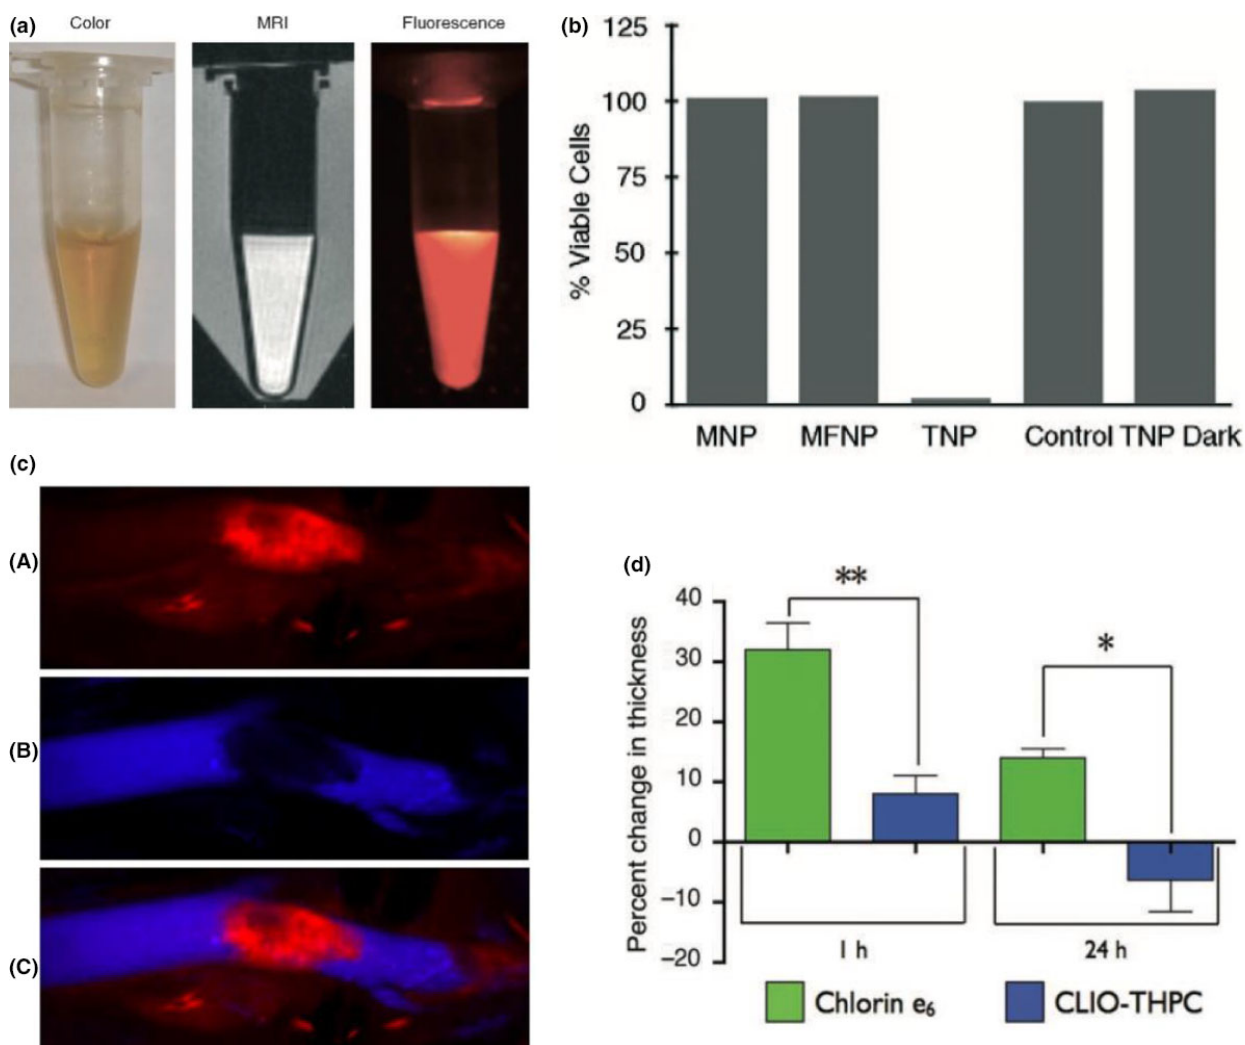 (a)
Color MRI Fluorescence
(b)
% Viable Cells
125
100
75
50
25
0
MNP MFNP TNP Control TNP Dark
(c)
(A)
(B)
(C)
(d)
Percent change in thickness
40
30
20
10
0
−10
−20
**
*
1 h 24 h
Chlorin e₆ CLIO-THPC